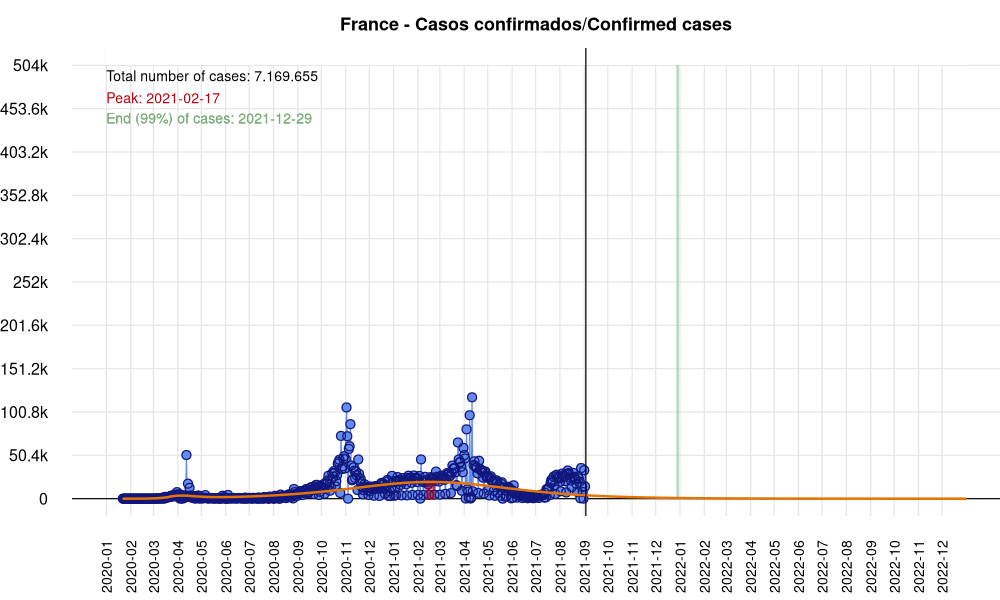 France - Casos confirmados/Confirmed cases
504k
453.6k
403.2k
352.8k
302.4k
252k
201.6k
151.2k
100.8k
50.4k
0
Total number of cases: 7.169.655
Peak: 2021-02-17
End (99%) of cases: 2021-12-29
2020-01
2020-02
2020-03
2020-04
2020-05
2020-06
2020-07
2020-08
2020-09
2020-10
2020-11
2020-12
2021-01
2021-02
2021-03
2021-04
2021-05
2021-06
2021-07
2021-08
2021-09
2021-10
2021-11
2021-12
2022-01
2022-02
2022-03
2022-04
2022-05
2022-06
2022-07
2022-08
2022-09
2022-10
2022-11
2022-12